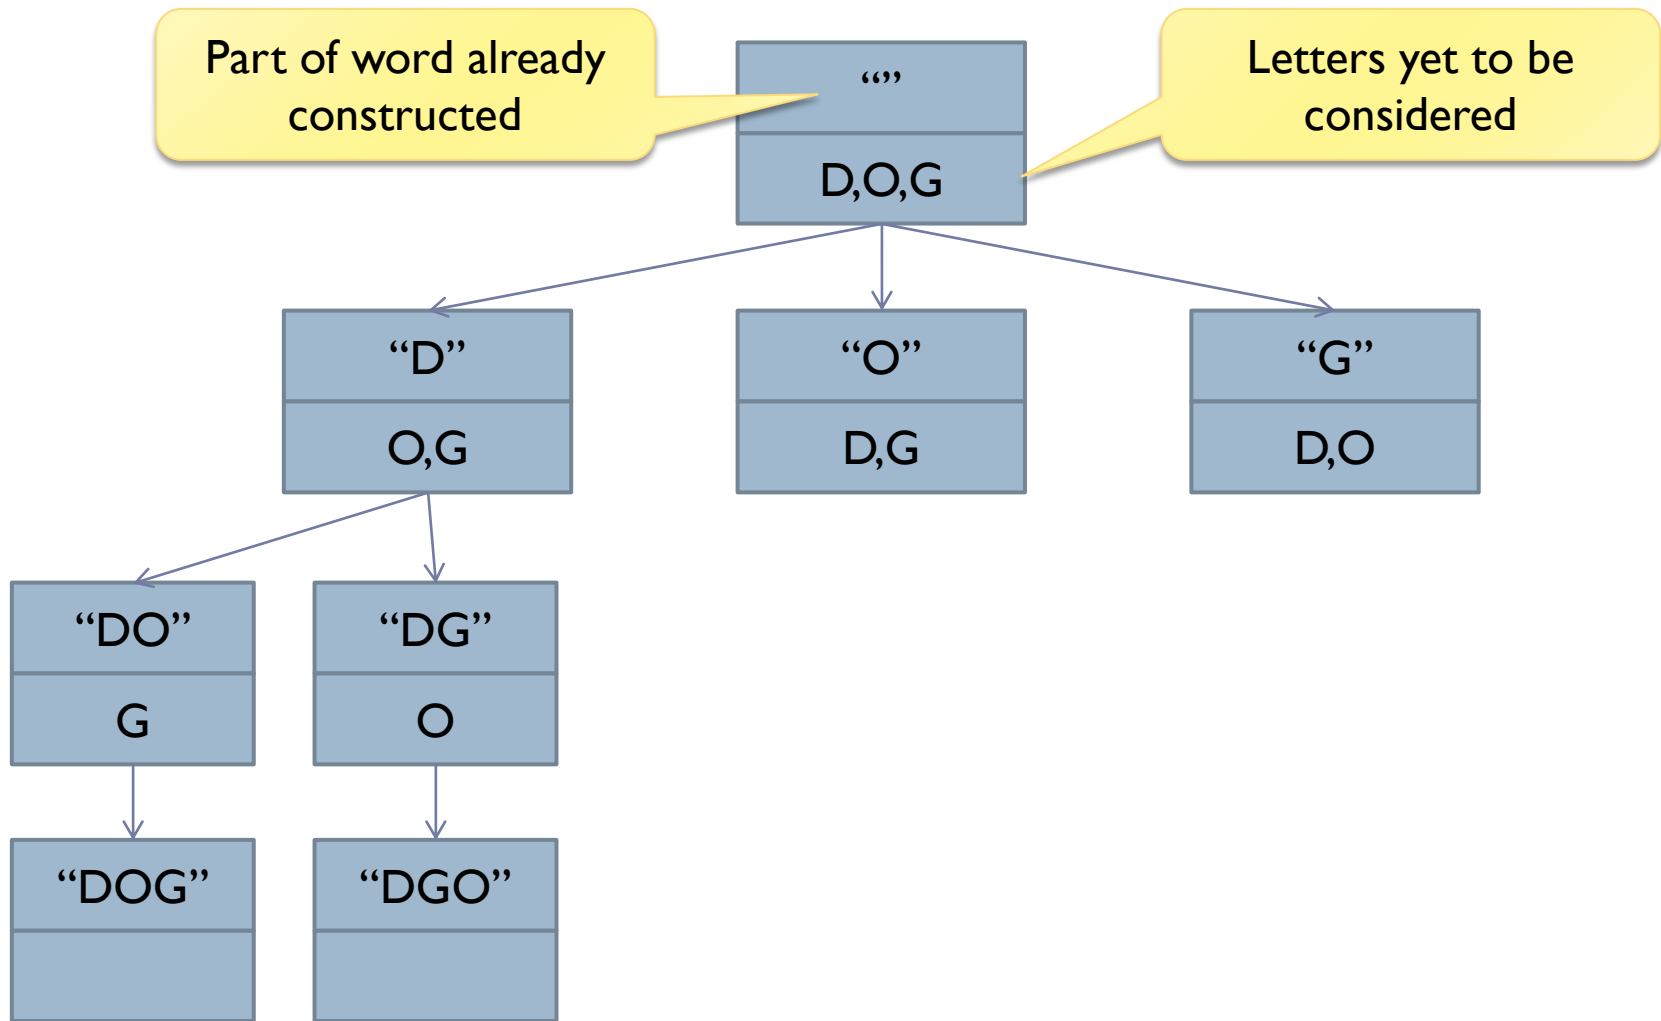 Part of word already
constructed
“”
D,O,G
Letters yet to be
considered
“D”
O,G
“O”
D,G
“G”
D,O
“DO”
G
“DG”
O
“DOG”
“DGO”